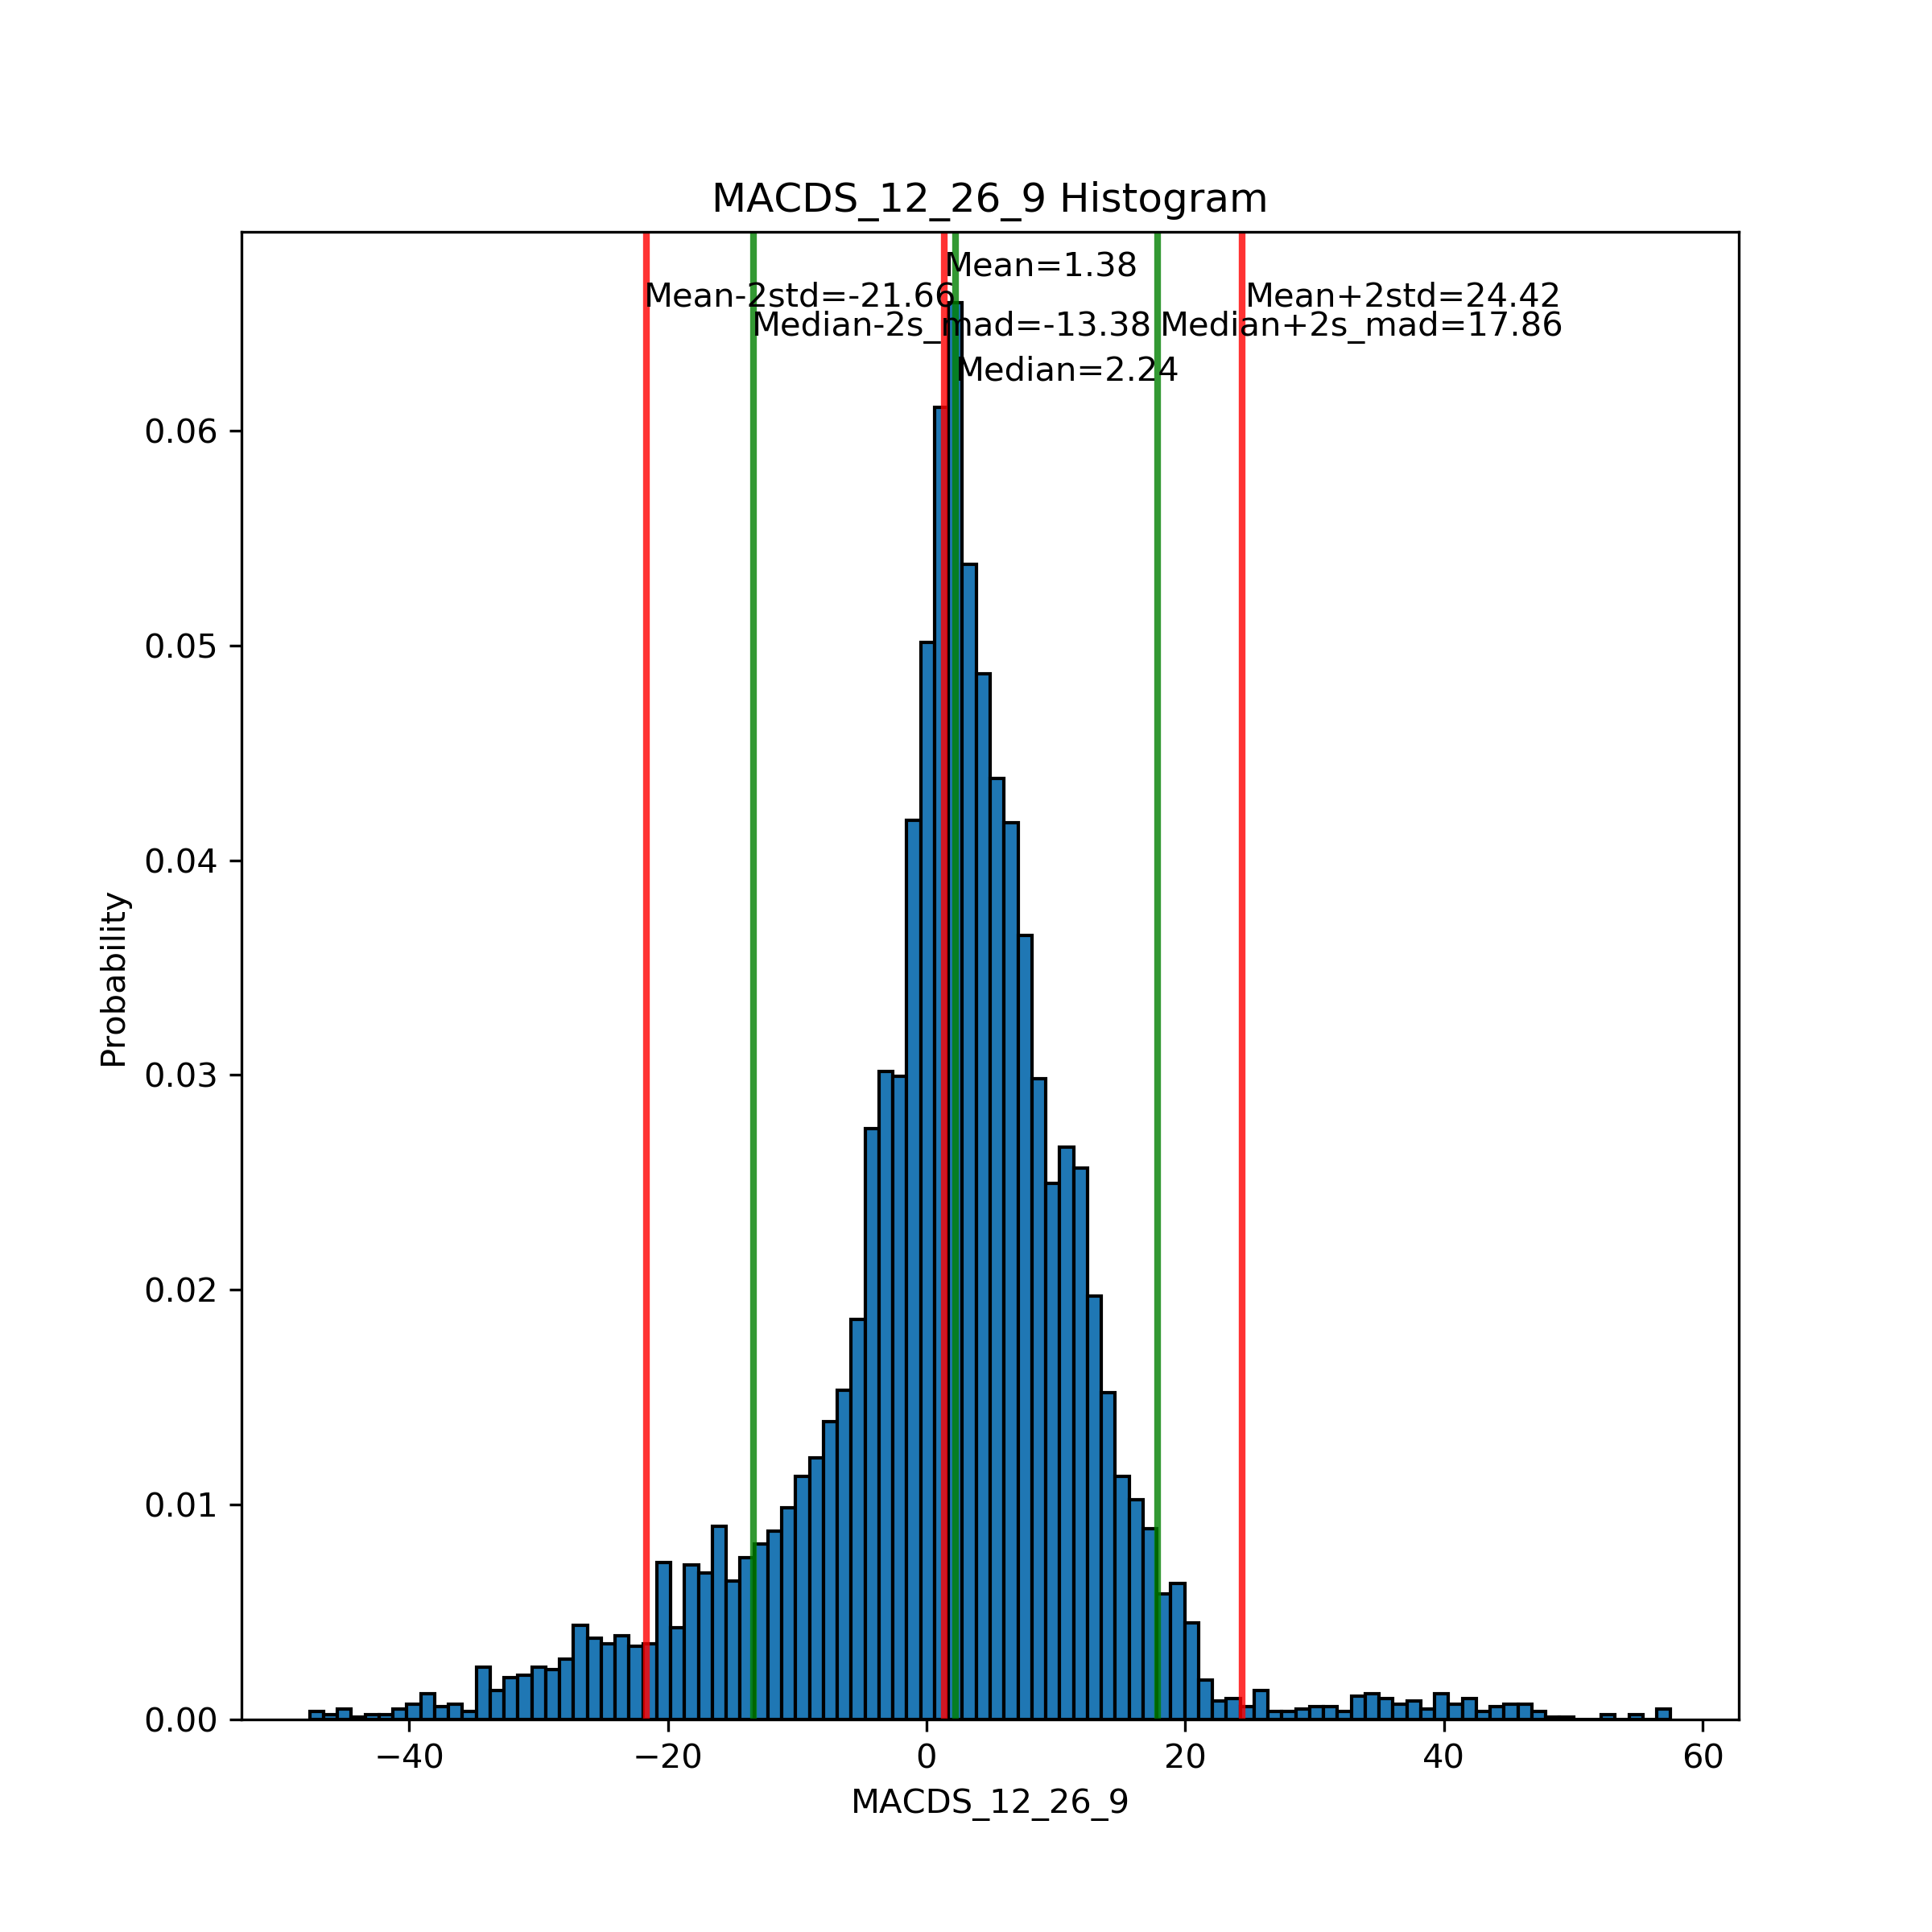 MACDS_12_26_9 Histogram
Mean=1.38
Mean-2std=-21.66
Mean+2std=24.42
Median-2s_mad=-13.38
Median+2s_mad=17.86
Median=2.24
0.06
0.05
0.04
0.03
0.02
0.01
0.00
Probability
−40
−20
0
20
40
60
MACDS_12_26_9